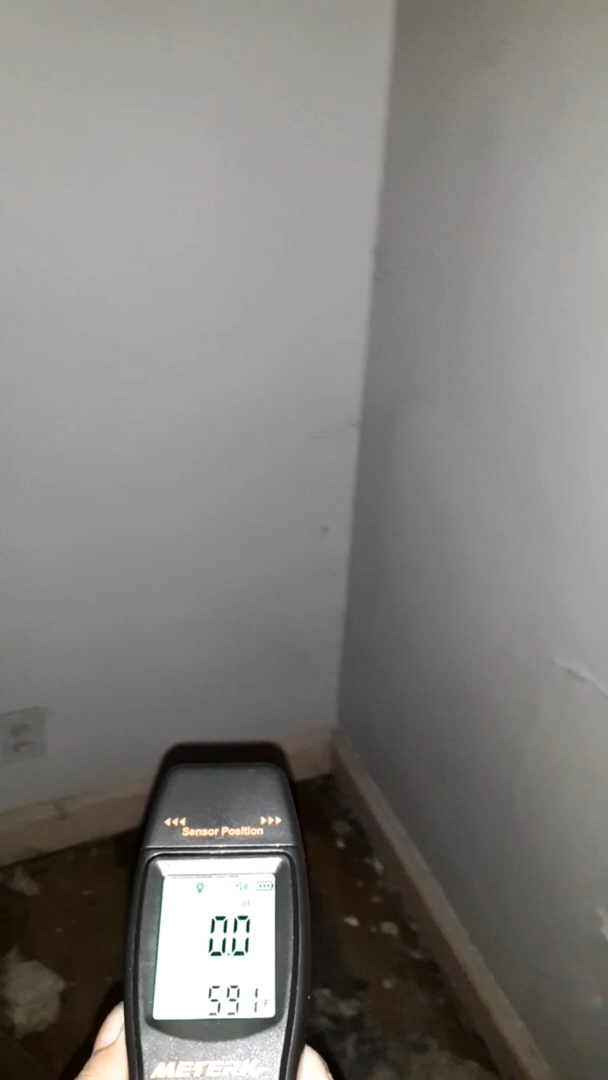 ◄◄◄ ►►►
Sensor Position
0.0
59.1 F
METERK